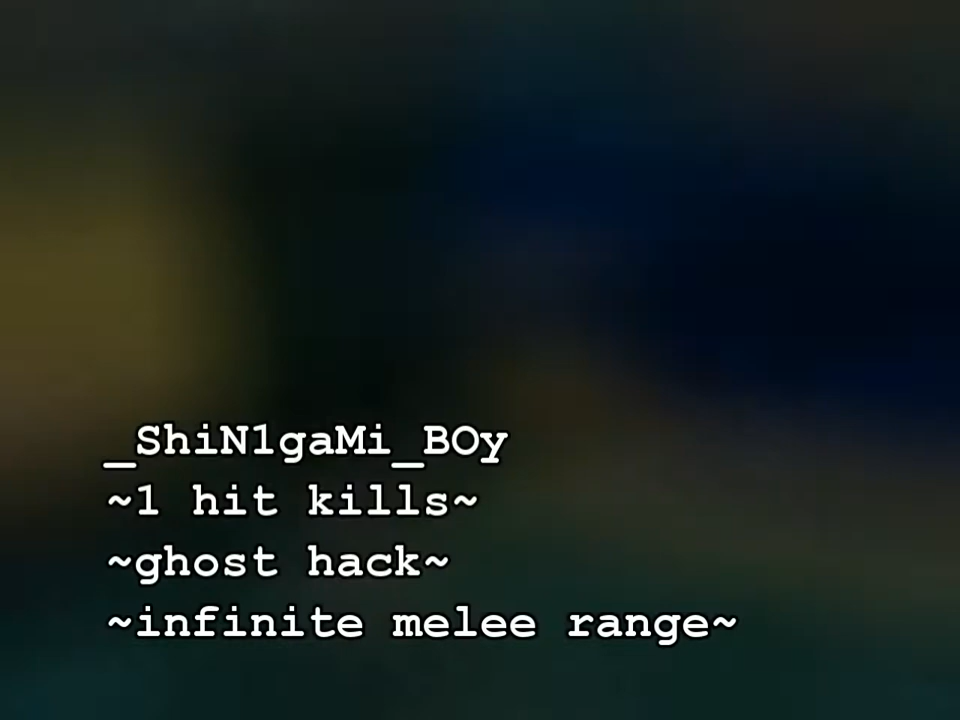 _ShiN1gaMi_BOy
~1 hit kills~
~ghost hack~
~infinite melee range~